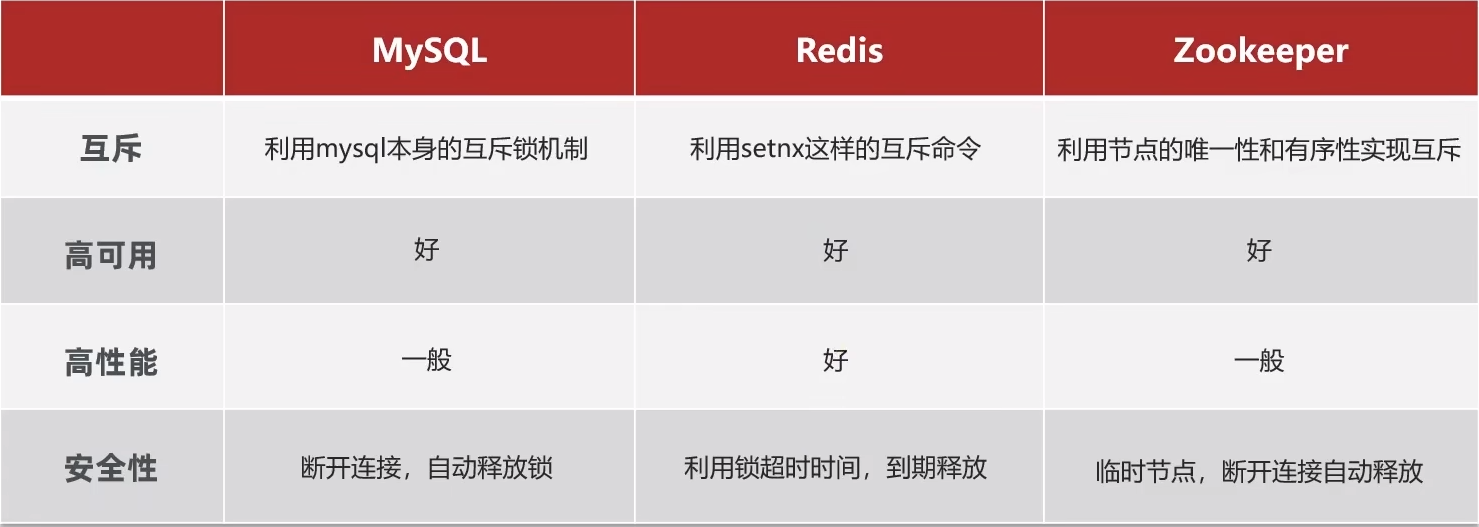 MySQL Redis Zookeeper
互斥 利用mysql本身的互斥锁机制 利用setnx这样的互斥命令 利用节点的唯一性和有序性实现互斥
高可用 好 好 好
高性能 一般 好 一般
安全性 断开连接，自动释放锁 利用锁超时时间，到期释放 临时节点，断开连接自动释放